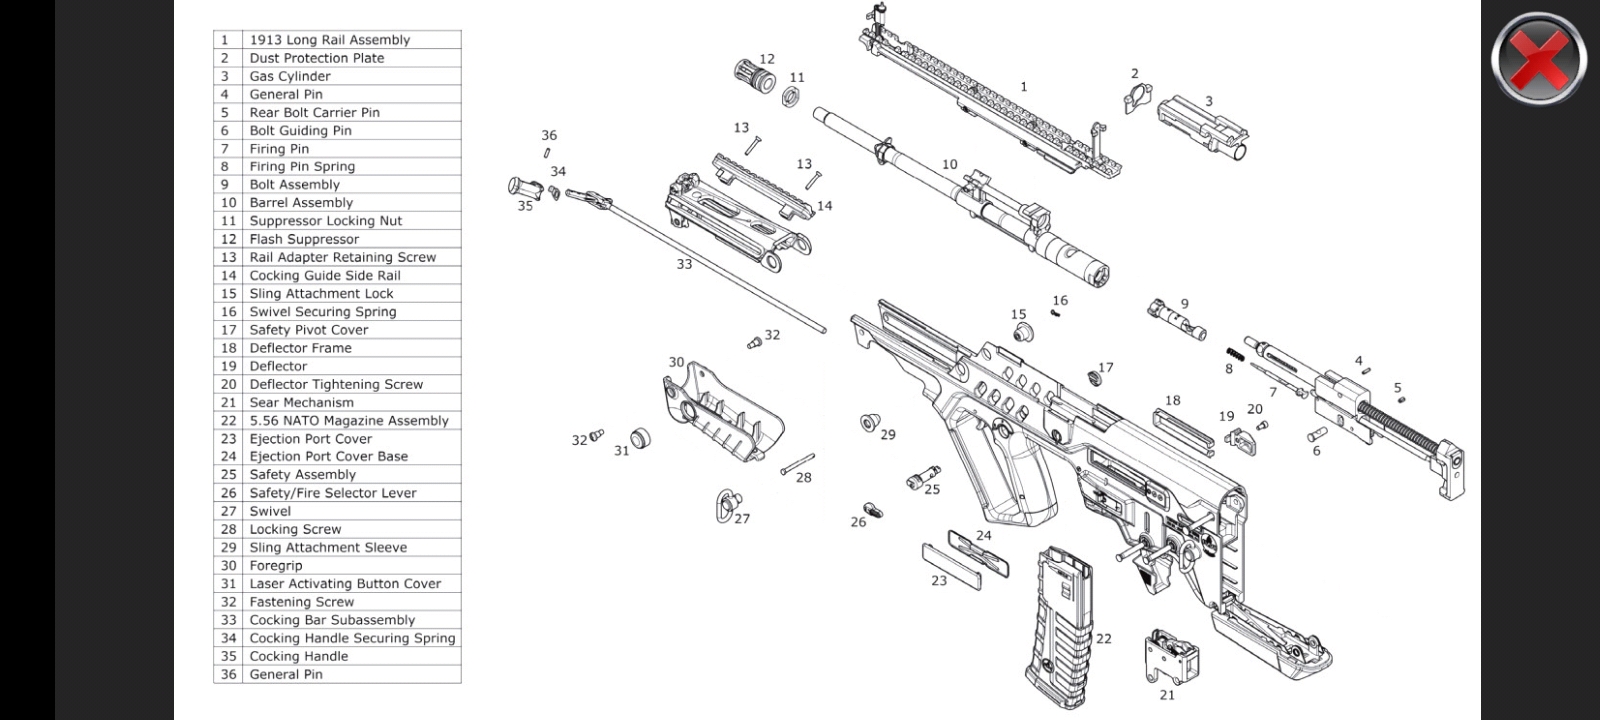 1 1913 Long Rail Assembly
2 Dust Protection Plate
3 Gas Cylinder
4 General Pin
5 Rear Bolt Carrier Pin
6 Bolt Guiding Pin
7 Firing Pin
8 Firing Pin Spring
9 Bolt Assembly
10 Barrel Assembly
11 Suppressor Locking Nut
12 Flash Suppressor
13 Rail Adapter Retaining Screw
14 Cocking Guide Side Rail
15 Sling Attachment Lock
16 Swivel Securing Spring
17 Safety Pivot Cover
18 Deflector Frame
19 Deflector
20 Deflector Tightening Screw
21 Sear Mechanism
22 5.56 NATO Magazine Assembly
23 Ejection Port Cover
24 Ejection Port Cover Base
25 Safety Assembly
26 Safety/Fire Selector Lever
27 Swivel
28 Locking Screw
29 Sling Attachment Sleeve
30 Foregrip
31 Laser Activating Button Cover
32 Fastening Screw
33 Cocking Bar Subassembly
34 Cocking Handle Securing Spring
35 Cocking Handle
36 General Pin
12
11
1
2
3
13
36
34
35
13
14
10
33
16
15
9
32
30
17
8
7
4
5
18
19
20
6
32
31
29
28
25
27
26
24
23
22
21